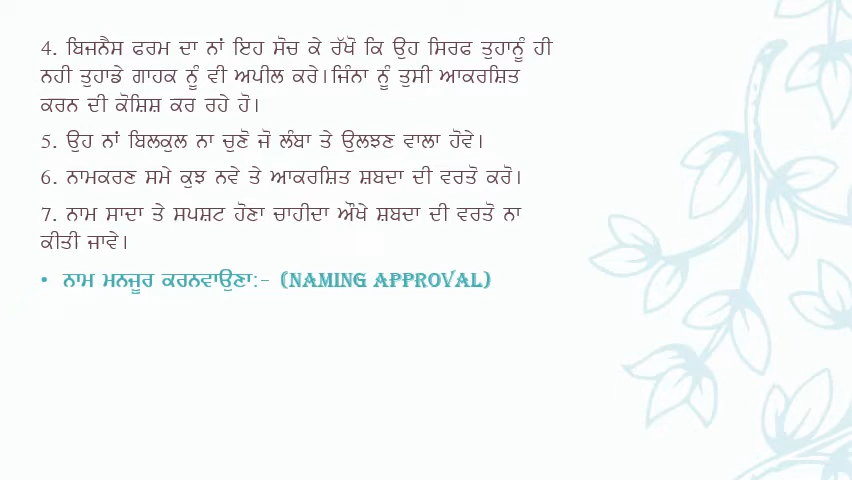 4. ਬਿਜਨੈਸ ਫਰਮ ਦਾ ਨਾਂ ਇਹ ਸੋਚ ਕੇ ਰੱਖੋ ਕਿ ਉਹ ਸਿਰਫ ਤੁਹਾਨੂੰ ਹੀ
ਨਹੀ ਤੁਹਾਡੇ ਗਾਹਕ ਨੂੰ ਵੀ ਅਪੀਲ ਕਰੇ। ਜਿੰਨਾ ਨੂੰ ਤੁਸੀ ਆਕਰਸ਼ਿਤ
ਕਰਨ ਦੀ ਕੋਸ਼ਿਸ਼ ਕਰ ਰਹੇ ਹੋ।
5. ਉਹ ਨਾਂ ਬਿਲਕੁਲ ਨਾ ਚੁਣੋ ਜੋ ਲੰਬਾ ਤੇ ਉਲਝਣ ਵਾਲਾ ਹੋਵੇ।
6. ਨਾਮਕਰਣ ਸਮੇ ਕੁਝ ਨਵੇ ਤੇ ਆਕਰਸ਼ਿਤ ਸ਼ਬਦਾ ਦੀ ਵਰਤੋ ਕਰੋ।
7. ਨਾਮ ਸਾਦਾ ਤੇ ਸਪਸ਼ਟ ਹੋਣਾ ਚਾਹੀਦਾ ਔਖੇ ਸ਼ਬਦਾ ਦੀ ਵਰਤੋ ਨਾ
ਕੀਤੀ ਜਾਵੇ।
• ਨਾਮ ਮਨਜੂਰ ਕਰਨਵਾਉਣਾ:- (NAMING APPROVAL)